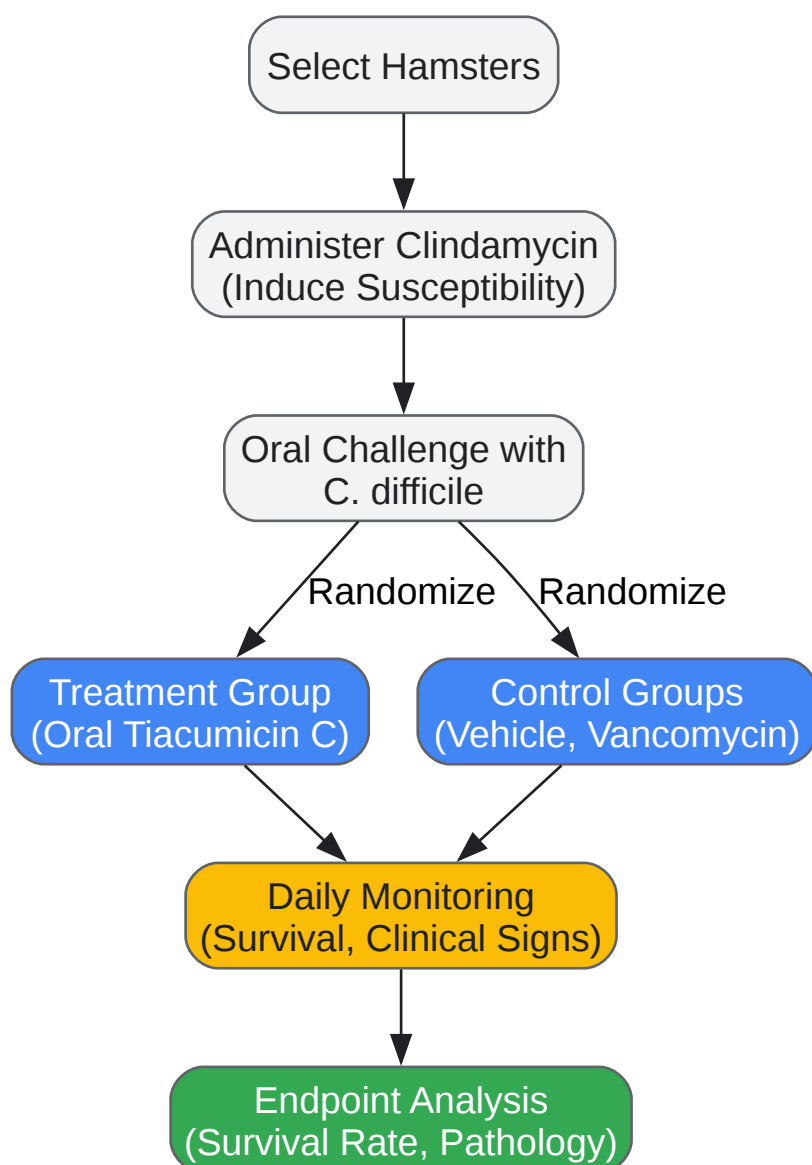 Select Hamsters
Administer Clindamycin
(Induce Susceptibility)
Oral Challenge with
C. difficile
Randomize
Randomize
Treatment Group
(Oral Tiacumicin C)
Control Groups
(Vehicle, Vancomycin)
Daily Monitoring
(Survival, Clinical Signs)
Endpoint Analysis
(Survival Rate, Pathology)